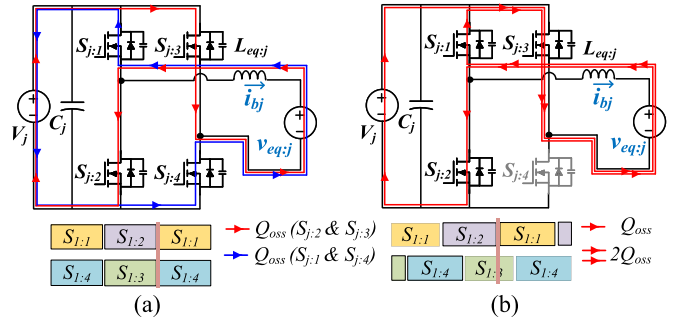 (a)
(b)
S_{j:1}
S_{j:3}
L_{eq:j}
i_{bj}
V_j
C_j
v_{eq:j}
S_{j:2}
S_{j:4}
S_{j:1}
S_{j:3}
L_{eq:j}
i_{bj}
V_j
C_j
v_{eq:j}
S_{j:2}
S_{j:4}
S_{1:1} S_{1:2} S_{1:1}
S_{1:4} S_{1:3} S_{1:4}
Q_{oss} (S_{j:2} & S_{j:3})
Q_{oss} (S_{j:1} & S_{j:4})
S_{1:1} S_{1:2} S_{1:1}
S_{1:4} S_{1:3} S_{1:4}
Q_{oss}
2Q_{oss}
(a)
(b)